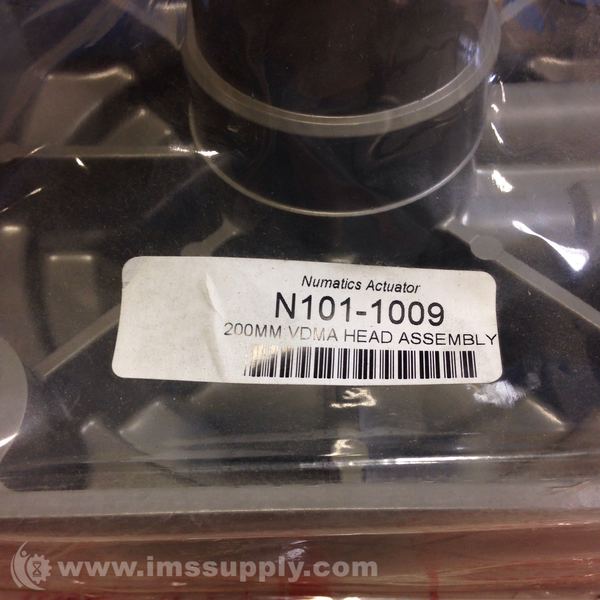 Numatics Actuator
N101-1009
200MM VDMA HEAD ASSEMBLY
www.imssupply.com